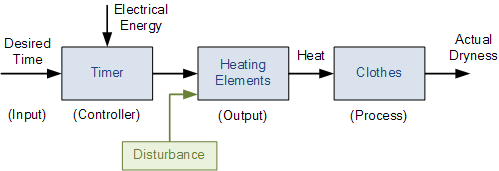 Electrical
Energy
Desired
Time
Timer
Heating
Elements
Heat
Clothes
Actual
Dryness
(Input)
(Controller)
(Output)
(Process)
Disturbance